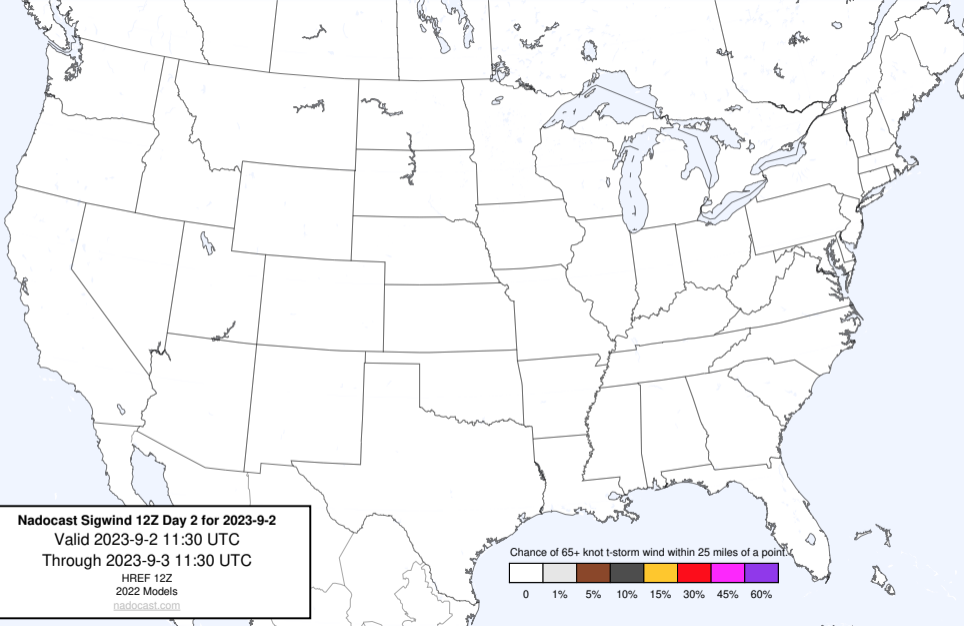 Nadocast Sigwind 12Z Day 2 for 2023-9-2
Valid 2023-9-2 11:30 UTC
Through 2023-9-3 11:30 UTC
HREF 12Z
2022 Models
nadocast.com
Chance of 65+ knot t-storm wind within 25 miles of a point.
0 1% 5% 10% 15% 30% 45% 60%